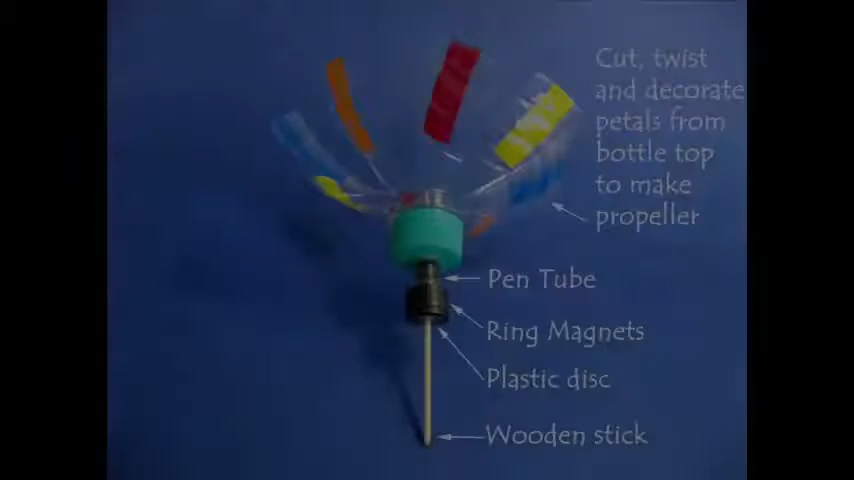 Cut, twist
and decorate
petals from
bottle top
to make
propeller
Pen Tube
Ring Magnets
Plastic disc
Wooden stick